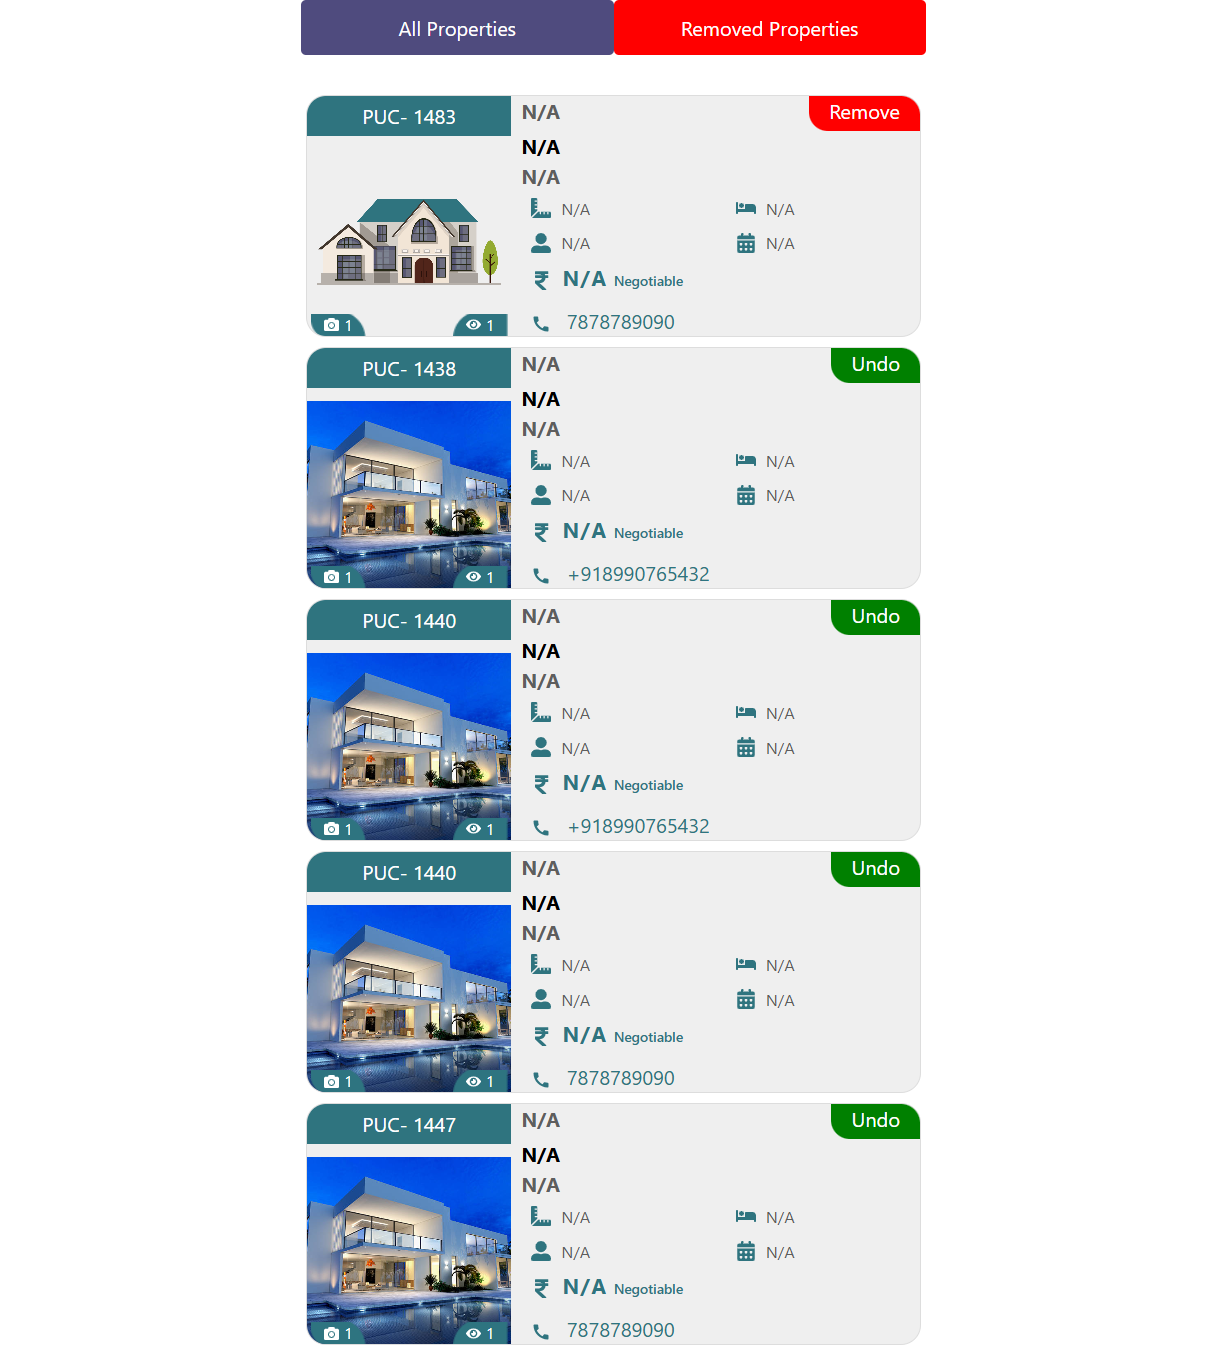 All Properties Removed Properties
PUC- 1483 N/A Remove
N/A
N/A
N/A N/A
N/A N/A
N/A Negotiable
1 1 7878789090
PUC- 1438 N/A Undo
N/A
N/A
N/A N/A
N/A N/A
N/A Negotiable
1 1 +918990765432
PUC- 1440 N/A Undo
N/A
N/A
N/A N/A
N/A N/A
N/A Negotiable
1 1 +918990765432
PUC- 1440 N/A Undo
N/A
N/A
N/A N/A
N/A N/A
N/A Negotiable
1 1 7878789090
PUC- 1447 N/A Undo
N/A
N/A
N/A N/A
N/A N/A
N/A Negotiable
1 1 7878789090